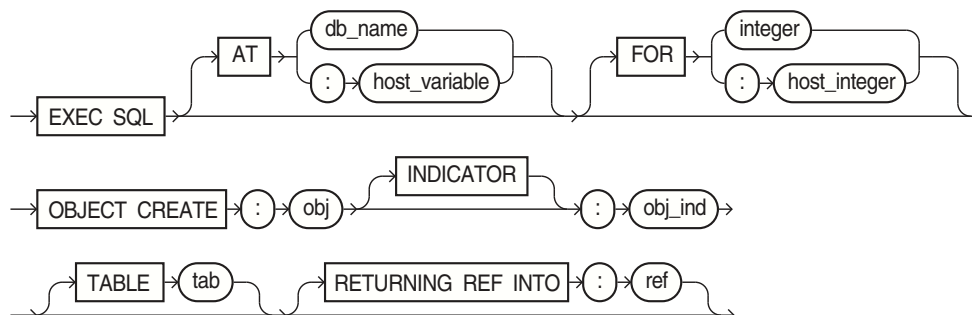 db_name integer
AT FOR
: host_variable : host_integer
EXEC SQL
INDICATOR
OBJECT CREATE : obj : obj_ind
TABLE tab RETURNING REF INTO : ref